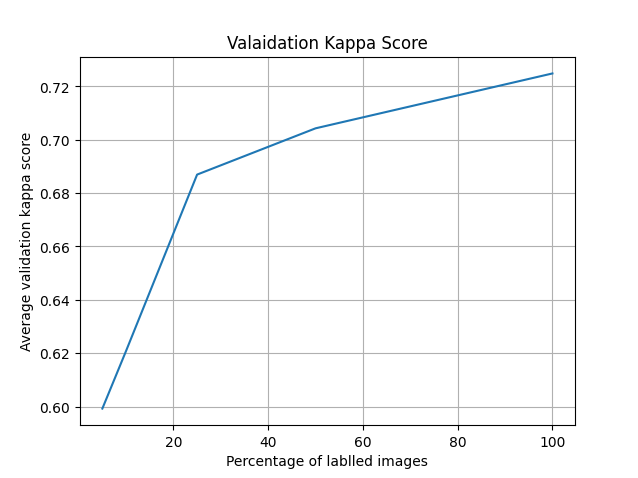 Valaidation Kappa Score
Average validation kappa score
0.72
0.70
0.68
0.66
0.64
0.62
0.60
20 40 60 80 100
Percentage of lablled images